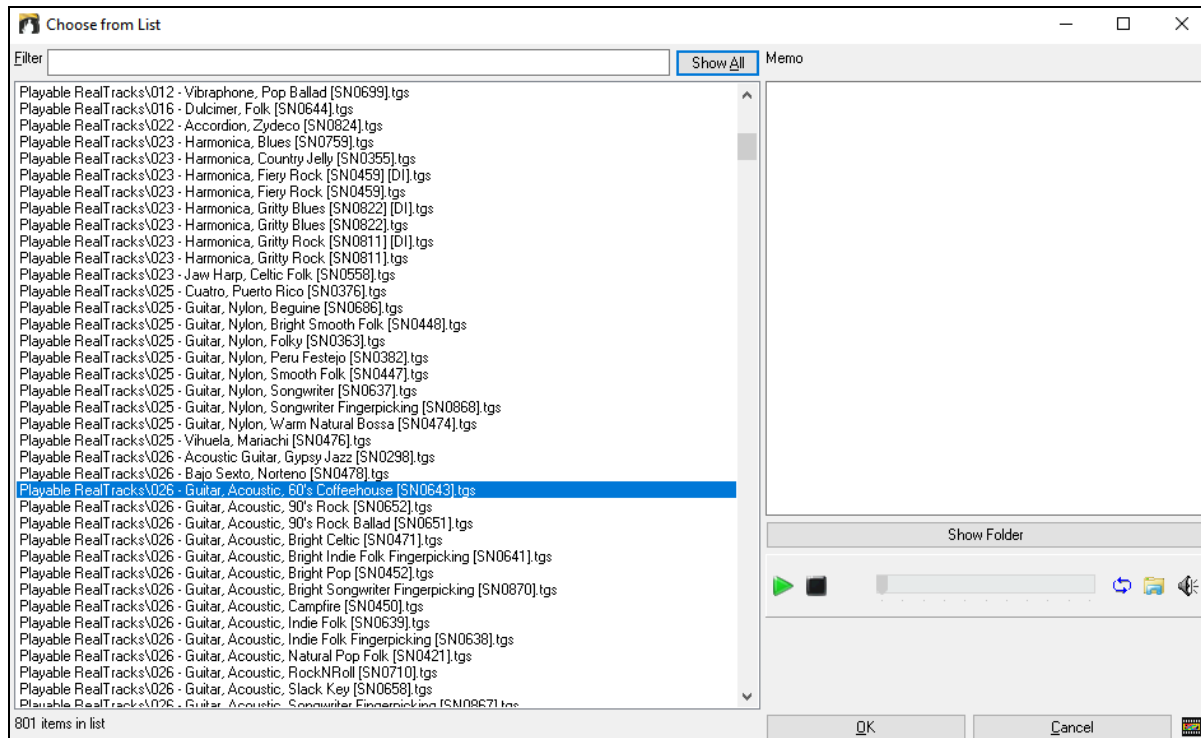 Choose from List
Filter
Show All
Memo
Playable RealTracks\012 - Vibraphone, Pop Ballad [SN0699].tgs
Playable RealTracks\016 - Dulcimer, Folk [SN0644].tgs
Playable RealTracks\022 - Accordion, Zydeco [SN0824].tgs
Playable RealTracks\023 - Harmonica, Blues [SN0759].tgs
Playable RealTracks\023 - Harmonica, Country Jelly [SN0355].tgs
Playable RealTracks\023 - Harmonica, Fiery Rock [SN0459] [DI].tgs
Playable RealTracks\023 - Harmonica, Fiery Rock [SN0459].tgs
Playable RealTracks\023 - Harmonica, Gritty Blues [SN0822] [DI].tgs
Playable RealTracks\023 - Harmonica, Gritty Blues [SN0822].tgs
Playable RealTracks\023 - Harmonica, Gritty Rock [SN0811] [DI].tgs
Playable RealTracks\023 - Harmonica, Gritty Rock [SN0811].tgs
Playable RealTracks\023 - Jaw Harp, Celtic Folk [SN0558].tgs
Playable RealTracks\025 - Cuatro, Puerto Rico [SN0376].tgs
Playable RealTracks\025 - Guitar, Nylon, Beguine [SN0686].tgs
Playable RealTracks\025 - Guitar, Nylon, Bright Smooth Folk [SN0448].tgs
Playable RealTracks\025 - Guitar, Nylon, Folky [SN0363].tgs
Playable RealTracks\025 - Guitar, Nylon, Peru Festejo [SN0382].tgs
Playable RealTracks\025 - Guitar, Nylon, Smooth Folk [SN0447].tgs
Playable RealTracks\025 - Guitar, Nylon, Songwriter [SN0637].tgs
Playable RealTracks\025 - Guitar, Nylon, Songwriter Fingerpicking [SN0868].tgs
Playable RealTracks\025 - Guitar, Nylon, Warm Natural Bossa [SN0474].tgs
Playable RealTracks\025 - Vihuela, Mariachi [SN0476].tgs
Playable RealTracks\026 - Acoustic Guitar, Gypsy Jazz [SN0298].tgs
Playable RealTracks\026 - Bajo Sexto, Norteno [SN0478].tgs
Playable RealTracks\026 - Guitar, Acoustic, 60's Coffeehouse [SN0643].tgs
Playable RealTracks\026 - Guitar, Acoustic, 90's Rock [SN0652].tgs
Playable RealTracks\026 - Guitar, Acoustic, 90's Rock Ballad [SN0651].tgs
Playable RealTracks\026 - Guitar, Acoustic, Bright Celtic [SN0471].tgs
Playable RealTracks\026 - Guitar, Acoustic, Bright Indie Folk Fingerpicking [SN0641].tgs
Playable RealTracks\026 - Guitar, Acoustic, Bright Pop [SN0452].tgs
Playable RealTracks\026 - Guitar, Acoustic, Bright Songwriter Fingerpicking [SN0870].tgs
Playable RealTracks\026 - Guitar, Acoustic, Campfire [SN0450].tgs
Playable RealTracks\026 - Guitar, Acoustic, Indie Folk [SN0639].tgs
Playable RealTracks\026 - Guitar, Acoustic, Indie Folk Fingerpicking [SN0638].tgs
Playable RealTracks\026 - Guitar, Acoustic, Natural Pop Folk [SN0421].tgs
Playable RealTracks\026 - Guitar, Acoustic, RockNRoll [SN0710].tgs
Playable RealTracks\026 - Guitar, Acoustic, Slack Key [SN0658].tgs
Playable RealTracks\026 - Guitar, Acoustic, Songwriter Fingerpicking [SN0867].tgs
Show Folder
801 items in list
OK
Cancel